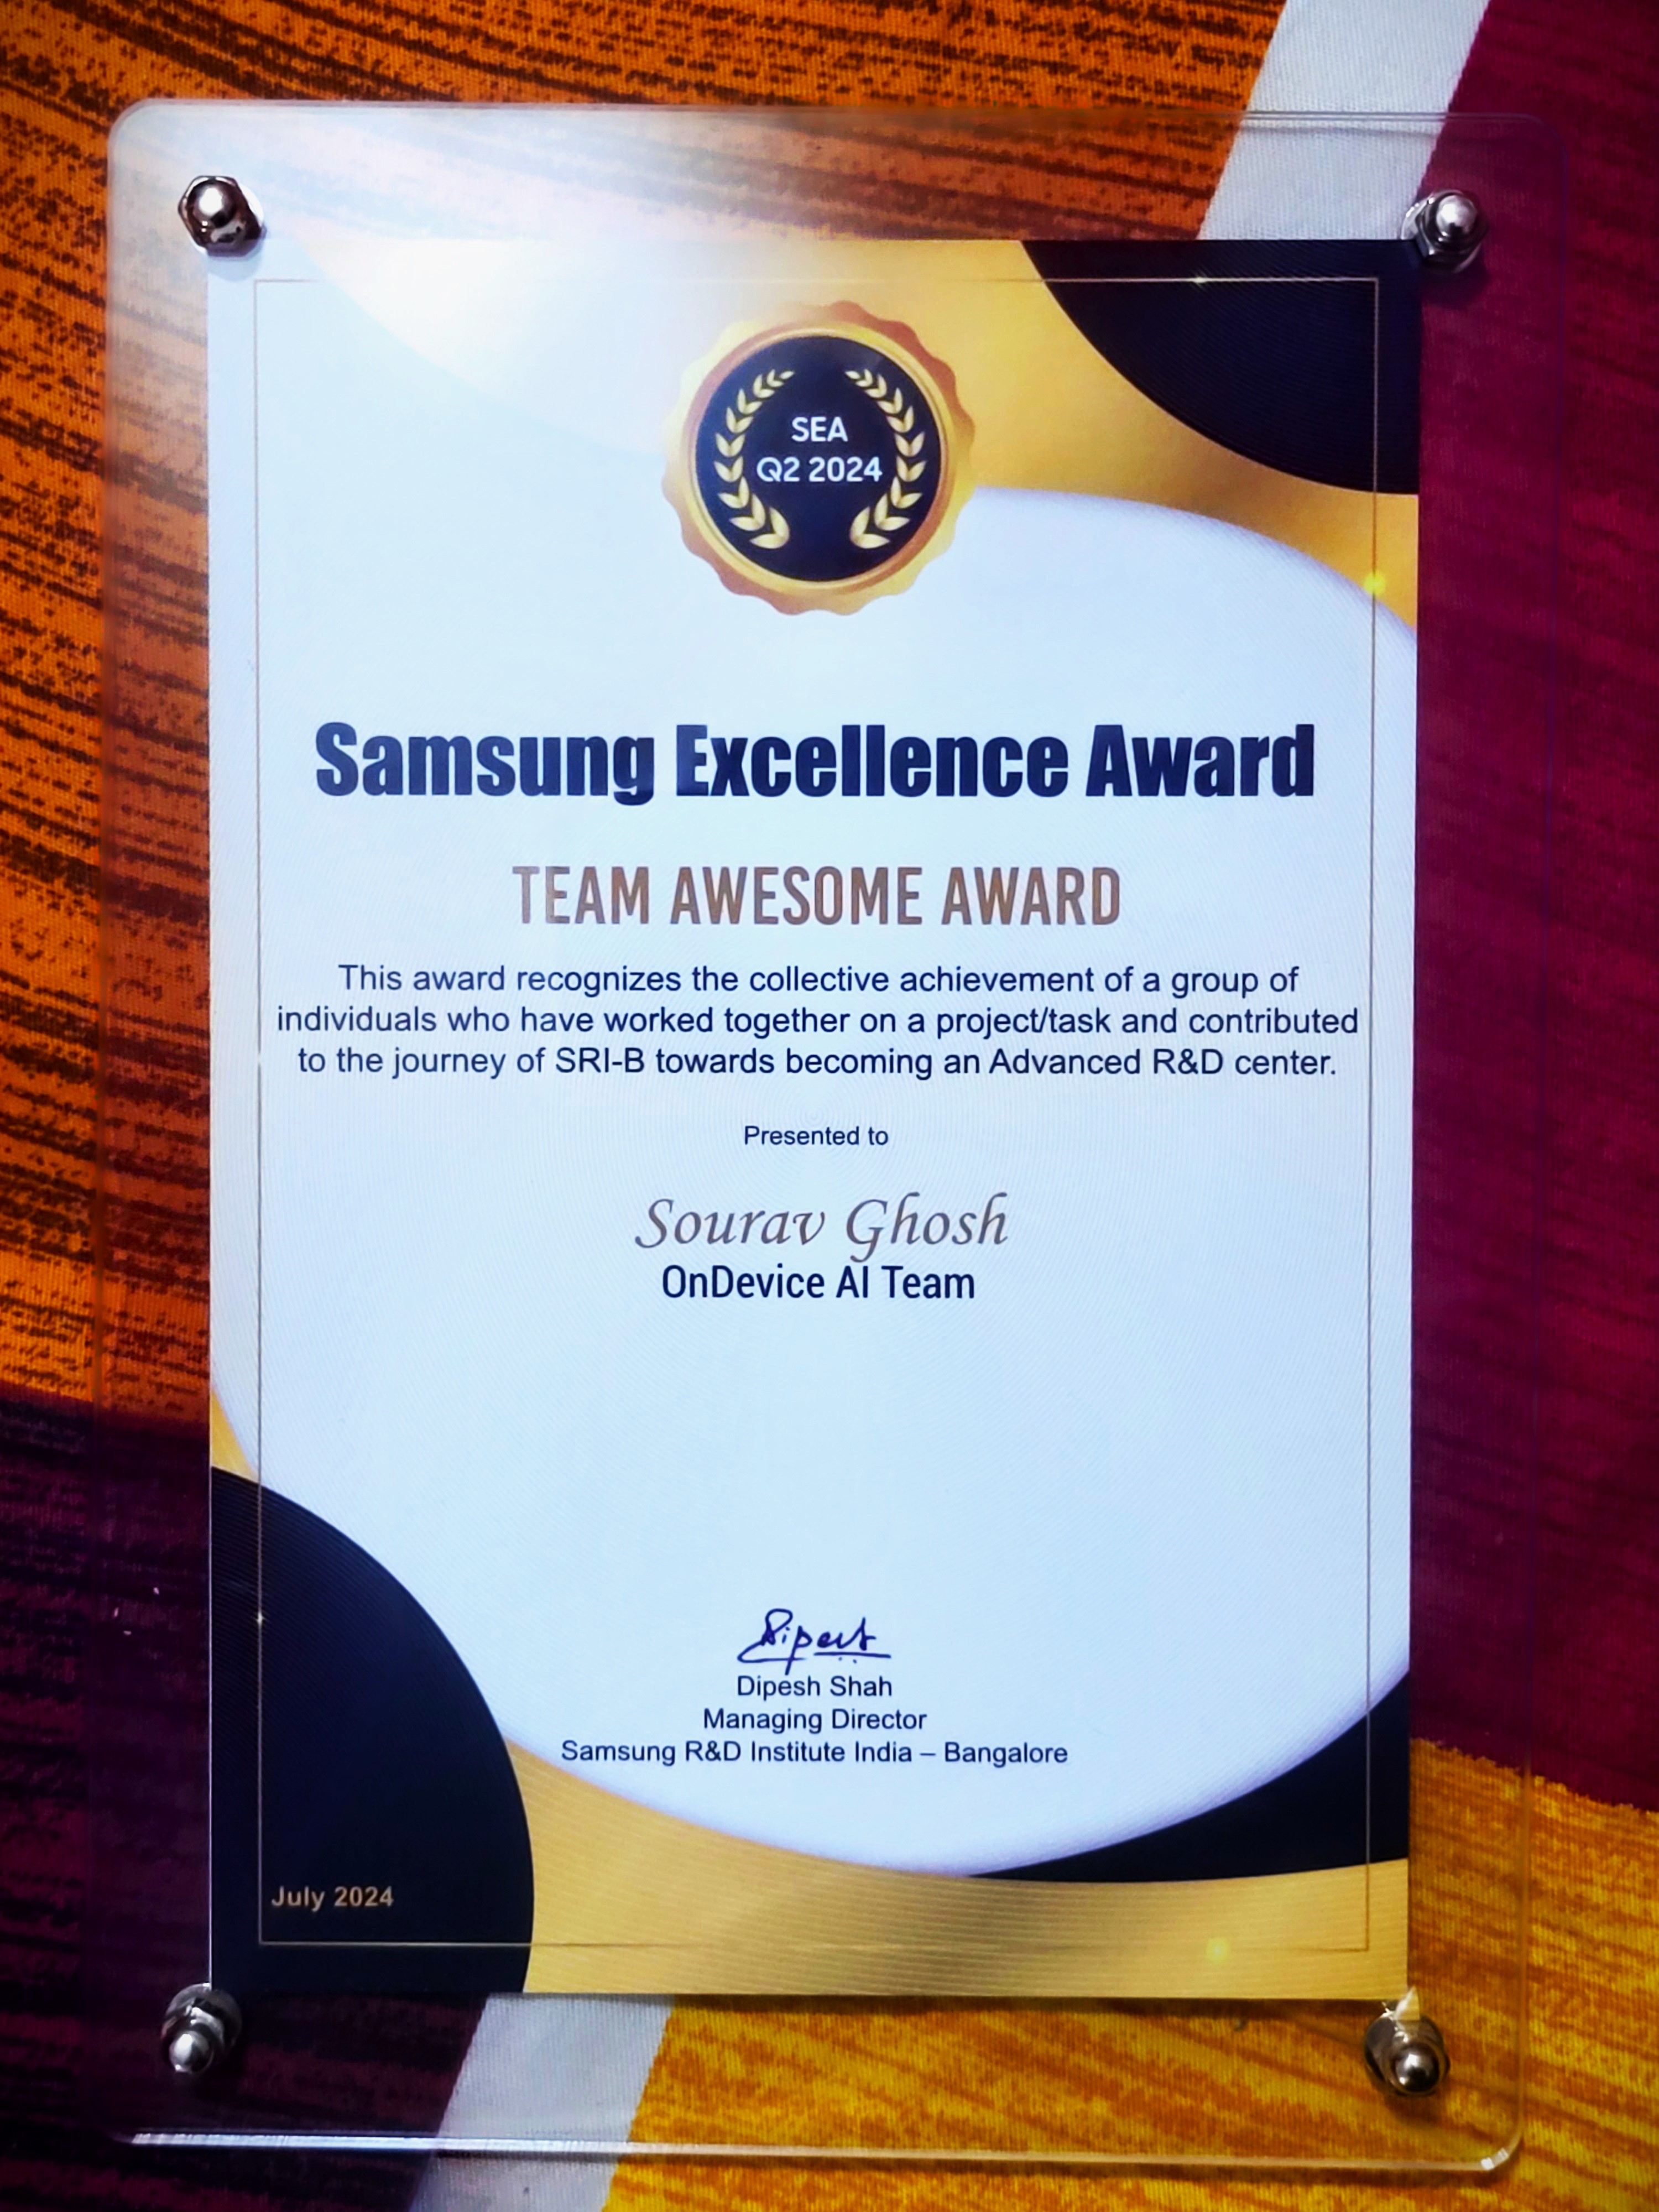 SEA
Q2 2024
Samsung Excellence Award
TEAM AWESOME AWARD
This award recognizes the collective achievement of a group of
individuals who have worked together on a project/task and contributed
to the journey of SRI-B towards becoming an Advanced R&D center.
Presented to
Sourav Ghosh
OnDevice AI Team
Dipesh Shah
Managing Director
Samsung R&D Institute India – Bangalore
July 2024